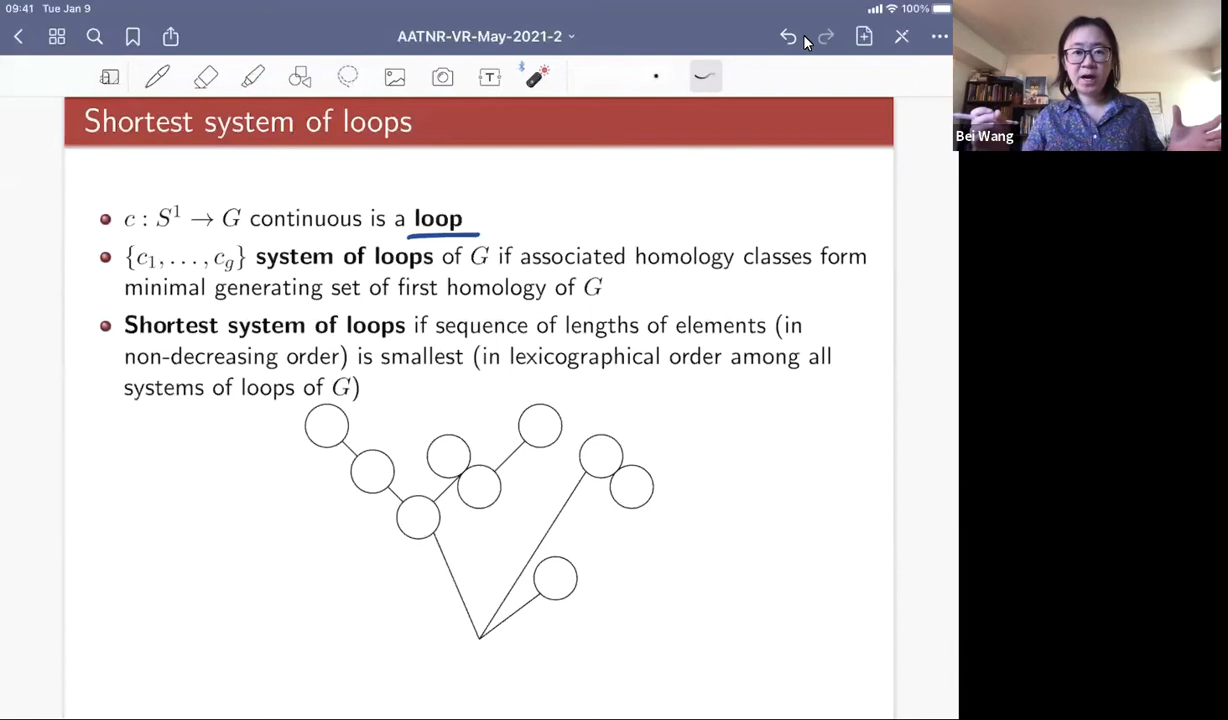 09:41 Tue Jan 9
100%
AATNR-VR-May-2021-2
T
Bei Wang
Shortest system of loops
c : S¹ → G continuous is a loop
{c₁, . . . , c_g} system of loops of G if associated homology classes form
minimal generating set of first homology of G
Shortest system of loops if sequence of lengths of elements (in
non-decreasing order) is smallest (in lexicographical order among all
systems of loops of G)